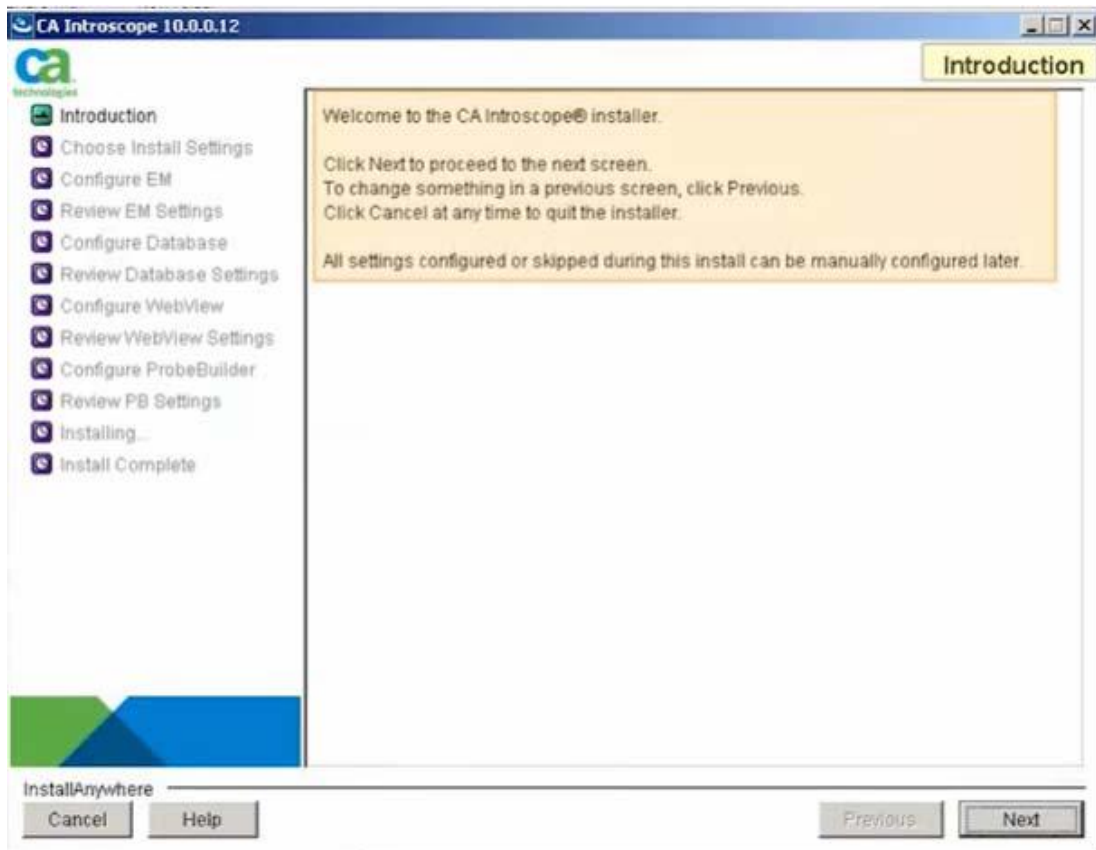 CA Introscope 10.0.0.12
ca
technologies
Introduction
Introduction
Choose Install Settings
Configure EM
Review EM Settings
Configure Database
Review Database Settings
Configure WebView
Review WebView Settings
Configure ProbeBuilder
Review PB Settings
Installing...
Install Complete
Welcome to the CA Introscope® installer.
Click Next to proceed to the next screen.
To change something in a previous screen, click Previous.
Click Cancel at any time to quit the installer.
All settings configured or skipped during this install can be manually configured later.
InstallAnywhere
Cancel
Help
Previous
Next